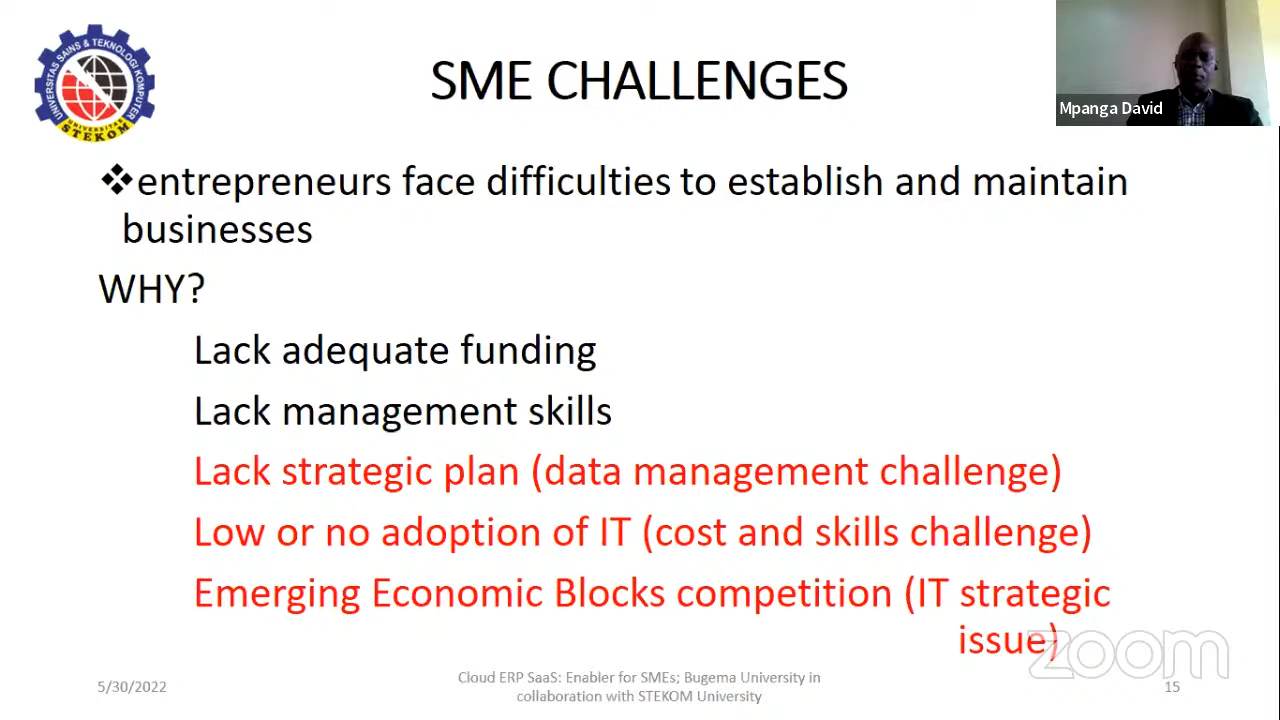 UNIVERSITAS SAINS & TEKNOLOGI KOMPUTER
UNIVERSITAS
STEKOM
SME CHALLENGES
Mpanga David
❖entrepreneurs face difficulties to establish and maintain
businesses
WHY?
Lack adequate funding
Lack management skills
Lack strategic plan (data management challenge)
Low or no adoption of IT (cost and skills challenge)
Emerging Economic Blocks competition (IT strategic
issue)
zoom
5/30/2022
Cloud ERP SaaS: Enabler for SMEs; Bugema University in
collaboration with STEKOM University
15